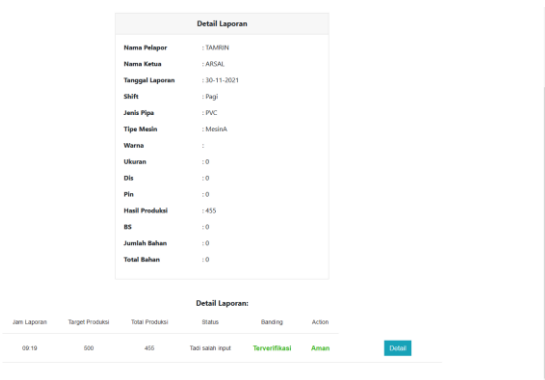 Detail Laporan
Nama Pelapor : TAMRIN
Nama Ketua : ARSAL
Tanggal Laporan : 30-11-2021
Shift : Pagi
Jenis Pipa : PVC
Tipe Mesin : MesinA
Warna :
Ukuran : 0
Dis : 0
Pin : 0
Hasil Produksi : 455
BS : 0
Jumlah Bahan : 0
Total Bahan : 0
Detail Laporan:
Jam Laporan Target Produksi Total Produksi Status Banding Action
09:19 500 455 Tadi salah input Terverifikasi Aman Detail